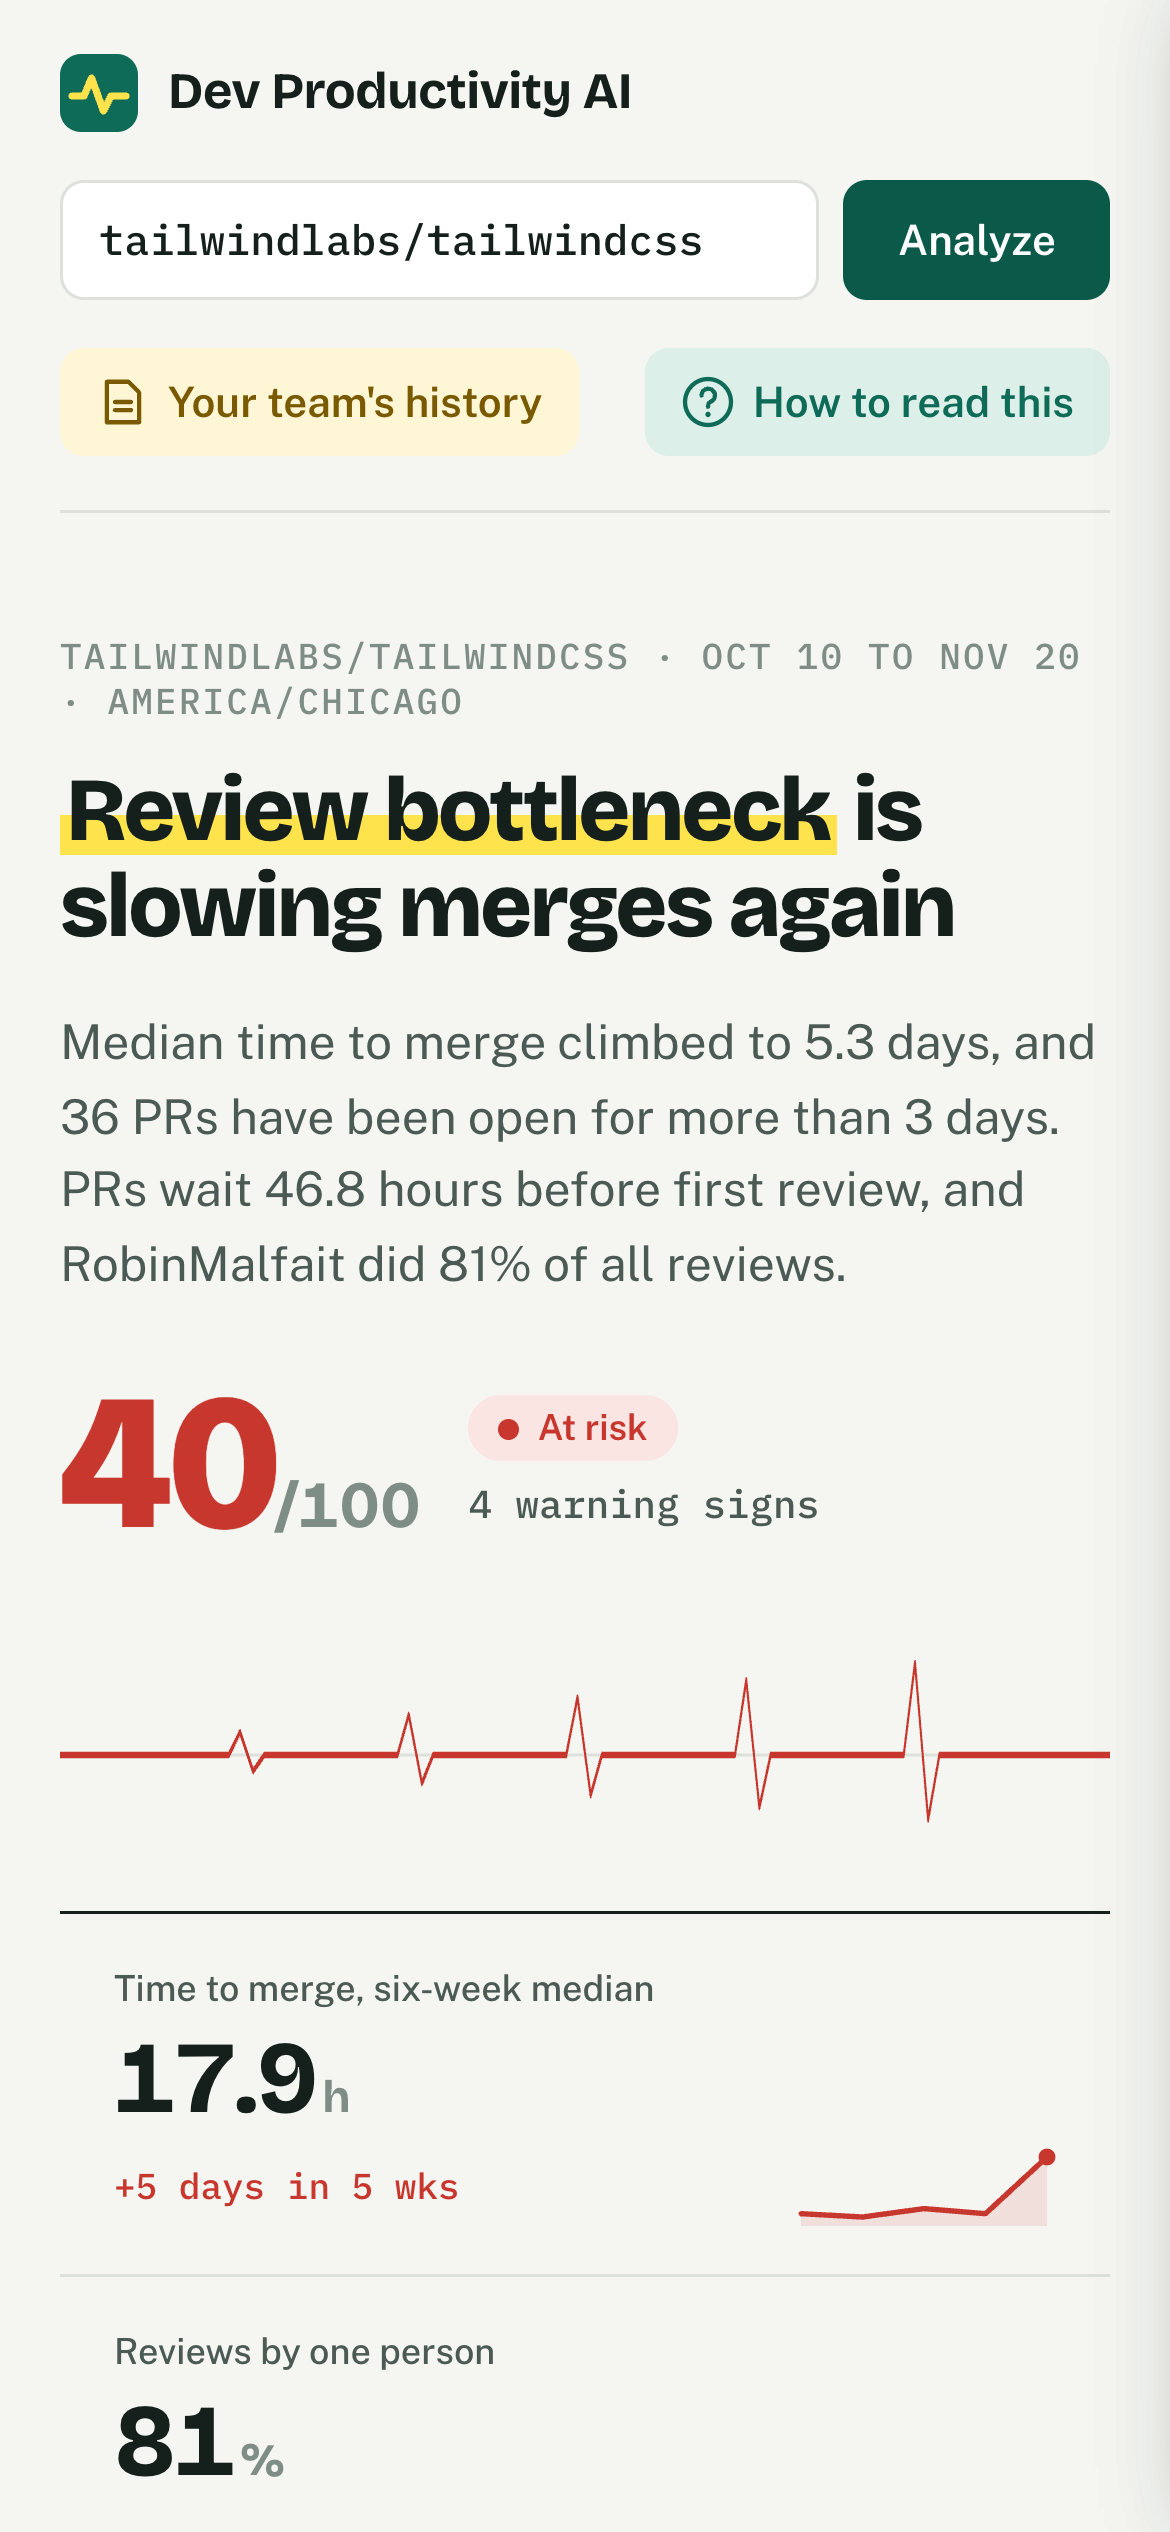 Dev Productivity AI
tailwindlabs/tailwindcss
Analyze
Your team's history
How to read this
TAILWINDLABS/TAILWINDCSS · OCT 10 TO NOV 20
· AMERICA/CHICAGO
Review bottleneck is
slowing merges again
Median time to merge climbed to 5.3 days, and
36 PRs have been open for more than 3 days.
PRs wait 46.8 hours before first review, and
RobinMalfait did 81% of all reviews.
40/100
At risk
4 warning signs
Time to merge, six-week median
17.9h
+5 days in 5 wks
Reviews by one person
81%